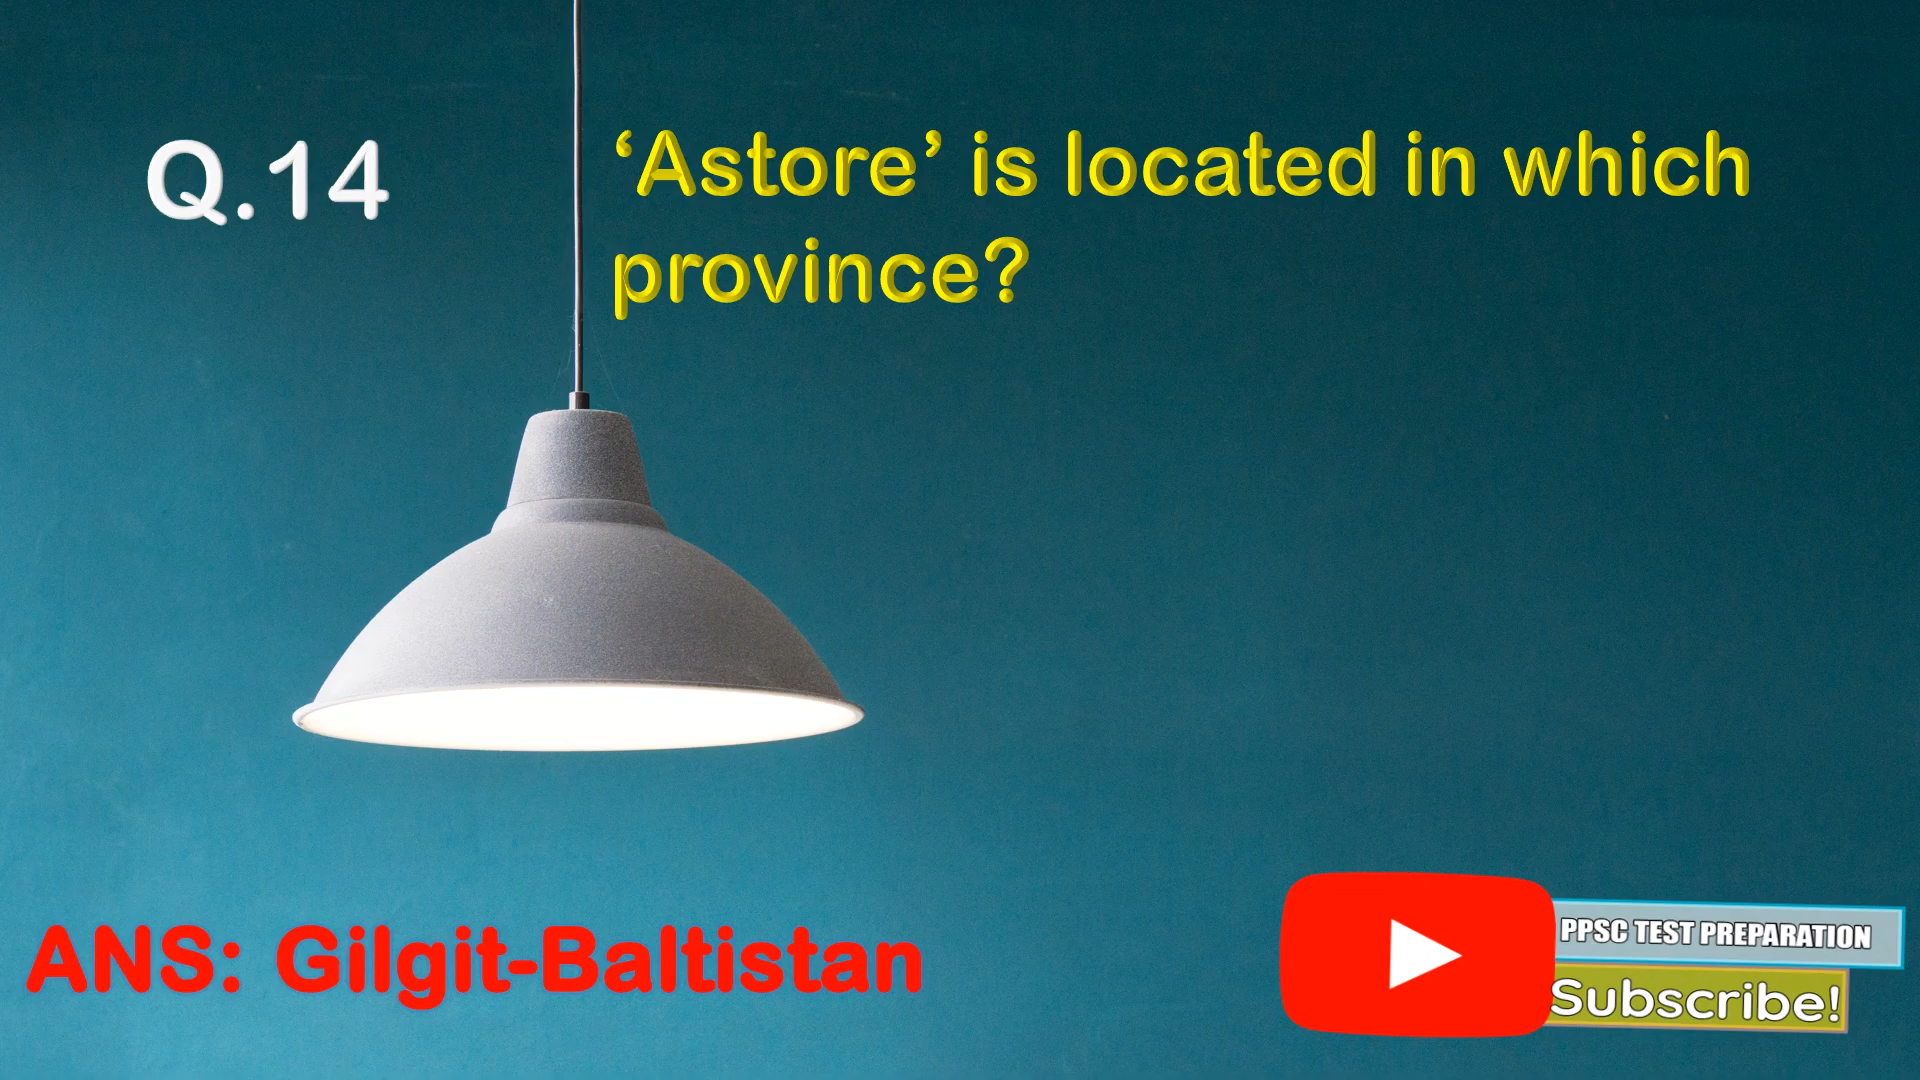 Q.14
‘Astore’ is located in which
province?
ANS: Gilgit-Baltistan
PPSC TEST PREPARATION
Subscribe!